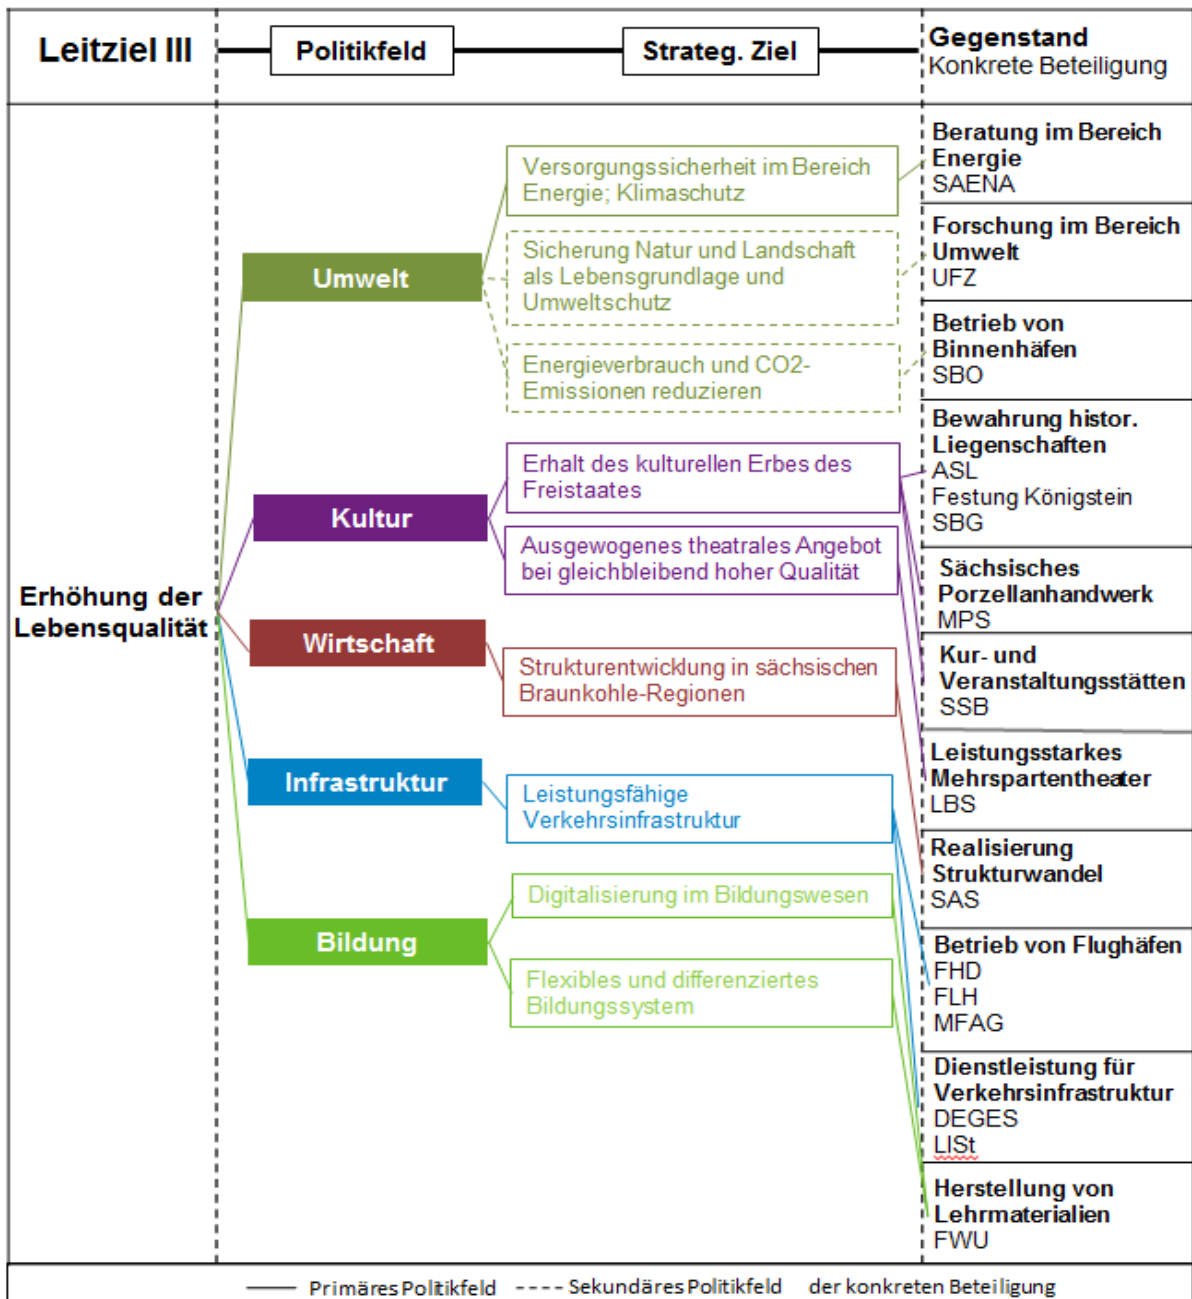 Leitziel III
Politikfeld
Strateg. Ziel
Gegenstand
Konkrete Beteiligung
Erhöhung der
Lebensqualität
Umwelt
Versorgungssicherheit im Bereich
Energie; Klimaschutz
Sicherung Natur und Landschaft
als Lebensgrundlage und
Umweltschutz
Energieverbrauch und CO2-
Emissionen reduzieren
Kultur
Erhalt des kulturellen Erbes des
Freistaates
Ausgewogenes theatrales Angebot
bei gleichbleibend hoher Qualität
Wirtschaft
Strukturentwicklung in sächsischen
Braunkohle-Regionen
Infrastruktur
Leistungsfähige
Verkehrsinfrastruktur
Bildung
Digitalisierung im Bildungswesen
Flexibles und differenziertes
Bildungssystem
Beratung im Bereich
Energie
SAENA
Forschung im Bereich
Umwelt
UFZ
Betrieb von
Binnenhäfen
SBO
Bewahrung histor.
Liegenschaften
ASL
Festung Königstein
SBG
Sächsisches
Porzellanhandwerk
MPS
Kur- und
Veranstaltungsstätten
SSB
Leistungsstarkes
Mehrspartentheater
LBS
Realisierung
Strukturwandel
SAS
Betrieb von Flughäfen
FHD
FLH
MFAG
Dienstleistung für
Verkehrsinfrastruktur
DEGES
LISt
Herstellung von
Lehrmaterialien
FWU
Primäres Politikfeld Sekundäres Politikfeld der konkreten Beteiligung